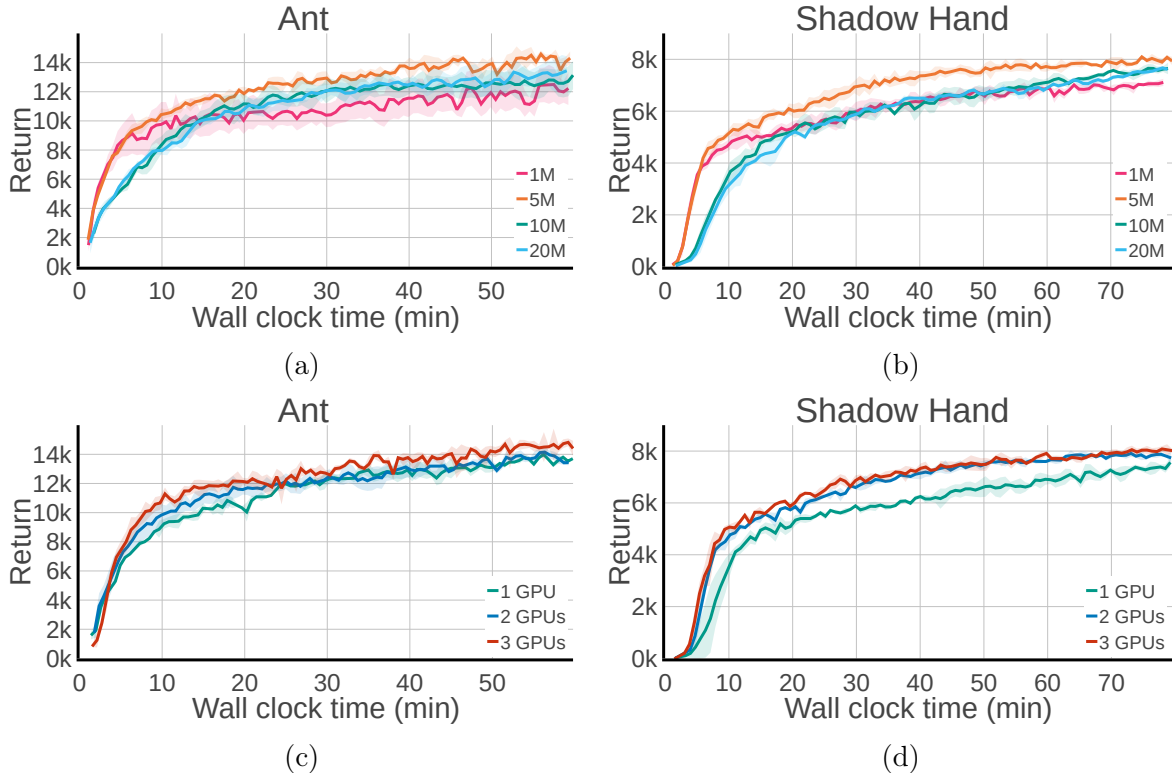 Ant
Return
14k
12k
10k
8k
6k
4k
2k
0k
1M
5M
10M
20M
0 10 20 30 40 50
Wall clock time (min)
(a)
Shadow Hand
Return
8k
6k
4k
2k
0k
1M
5M
10M
20M
0 10 20 30 40 50 60 70
Wall clock time (min)
(b)
Ant
Return
14k
12k
10k
8k
6k
4k
2k
0k
1 GPU
2 GPUs
3 GPUs
0 10 20 30 40 50
Wall clock time (min)
(c)
Shadow Hand
Return
8k
6k
4k
2k
0k
1 GPU
2 GPUs
3 GPUs
0 10 20 30 40 50 60 70
Wall clock time (min)
(d)